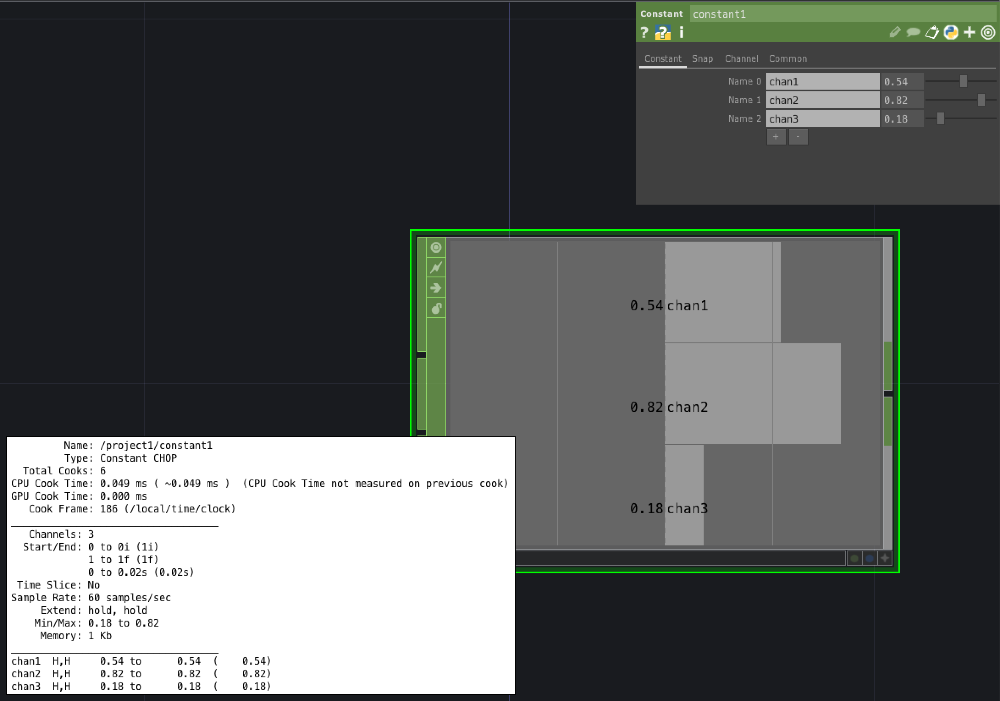 Constant constant1
? ? i
Constant Snap Channel Common
Name 0 chan1 0.54
Name 1 chan2 0.82
Name 2 chan3 0.18
+ -
0.54 chan1
0.82 chan2
0.18 chan3
Name: /project1/constant1
Type: Constant CHOP
Total Cooks: 6
CPU Cook Time: 0.049 ms ( ~0.049 ms ) (CPU Cook Time not measured on previous cook)
GPU Cook Time: 0.000 ms
Cook Frame: 186 (/local/time/clock)
Channels: 3
Start/End: 0 to 0i (1i)
1 to 1f (1f)
0 to 0.02s (0.02s)
Time Slice: No
Sample Rate: 60 samples/sec
Extend: hold, hold
Min/Max: 0.18 to 0.82
Memory: 1 Kb
chan1 H,H 0.54 to 0.54 ( 0.54)
chan2 H,H 0.82 to 0.82 ( 0.82)
chan3 H,H 0.18 to 0.18 ( 0.18)